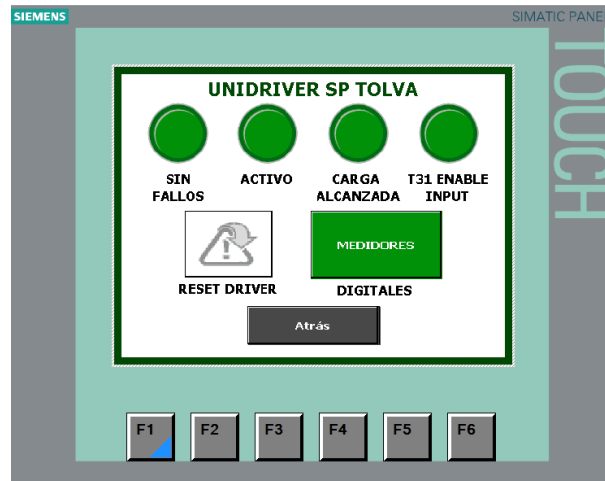 SIEMENS
SIMATIC PANE
TOUCH
UNIDRIVER SP TOLVA
SIN FALLOS
ACTIVO
CARGA ALCANZADA
T31 ENABLE INPUT
MEDIDORES
RESET DRIVER
DIGITALES
Atrás
F1
F2
F3
F4
F5
F6